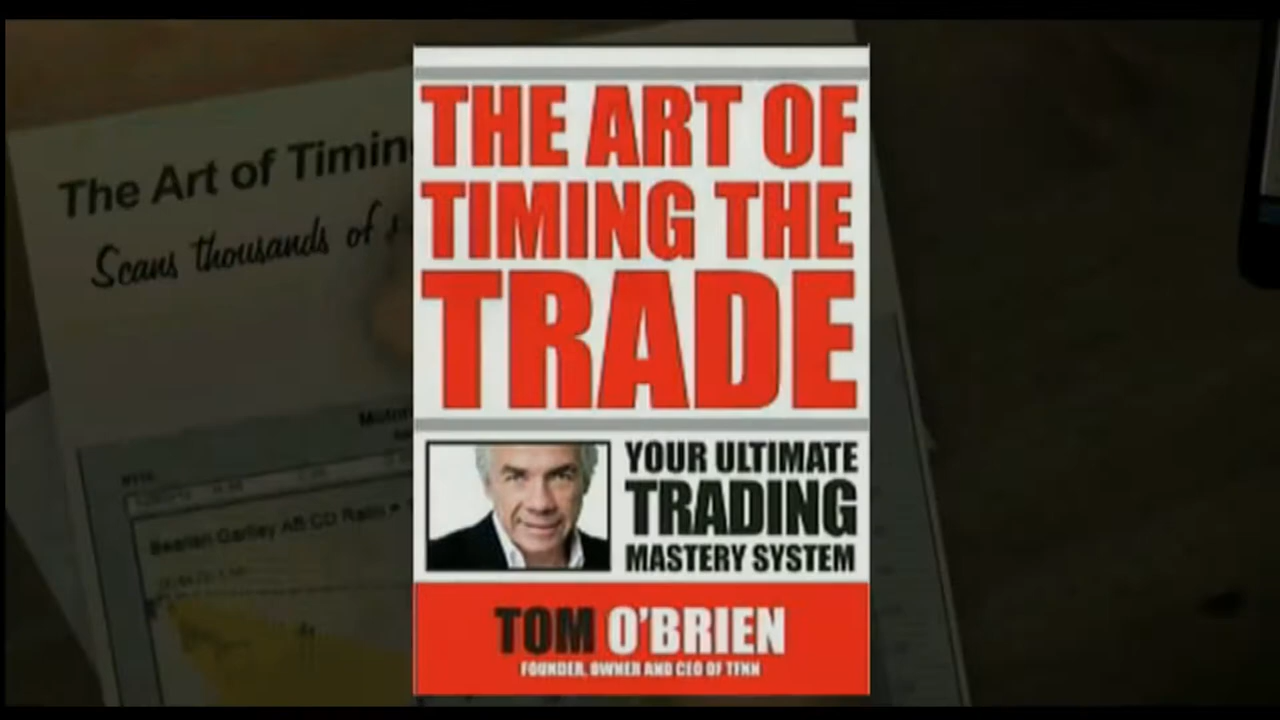 The Art of Timin
Scans thousands of
THE ART OF
TIMING THE
TRADE
YOUR ULTIMATE
TRADING
MASTERY SYSTEM
TOM O'BRIEN
FOUNDER, OWNER AND CEO OF TFNN
Bearish Gartley AB CD Ratio